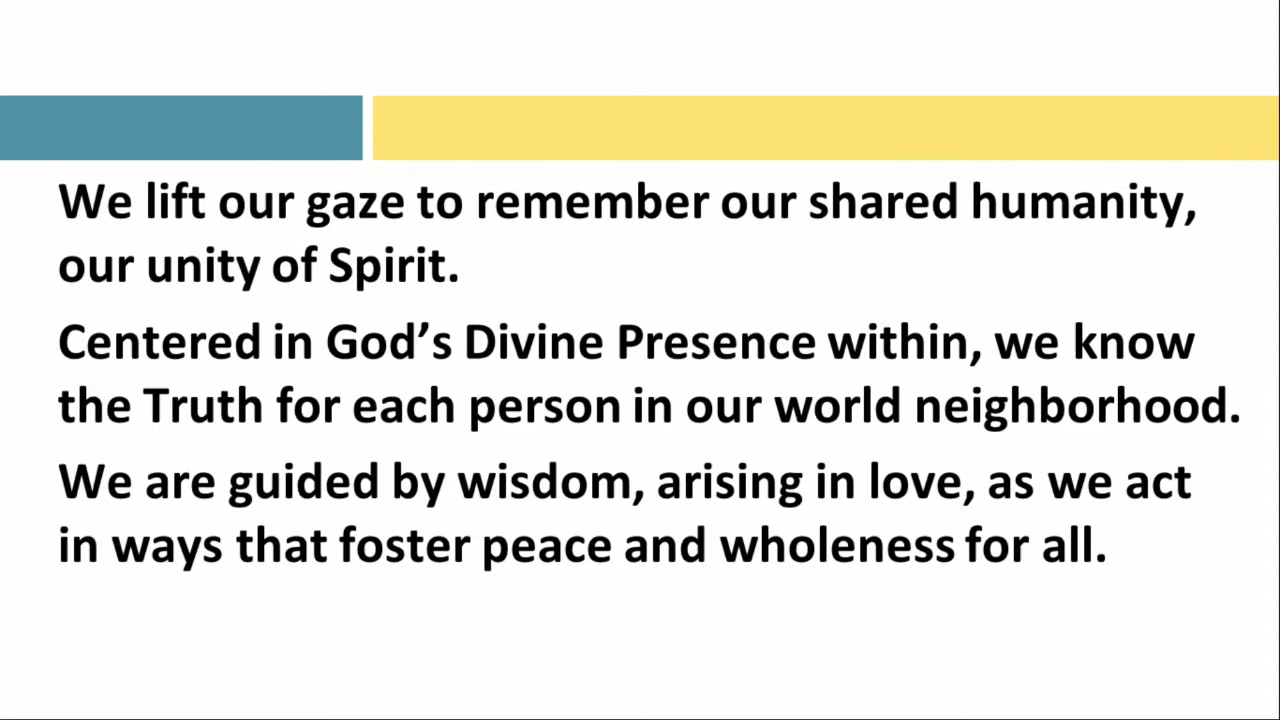 We lift our gaze to remember our shared humanity,
our unity of Spirit.
Centered in God’s Divine Presence within, we know
the Truth for each person in our world neighborhood.
We are guided by wisdom, arising in love, as we act
in ways that foster peace and wholeness for all.